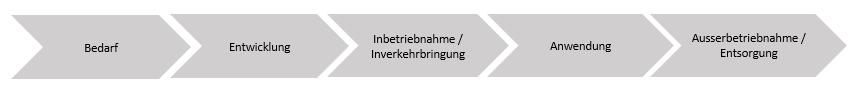 Bedarf
Entwicklung
Inbetriebnahme /
Inverkehrbringung
Anwendung
Ausserbetriebnahme /
Entsorgung